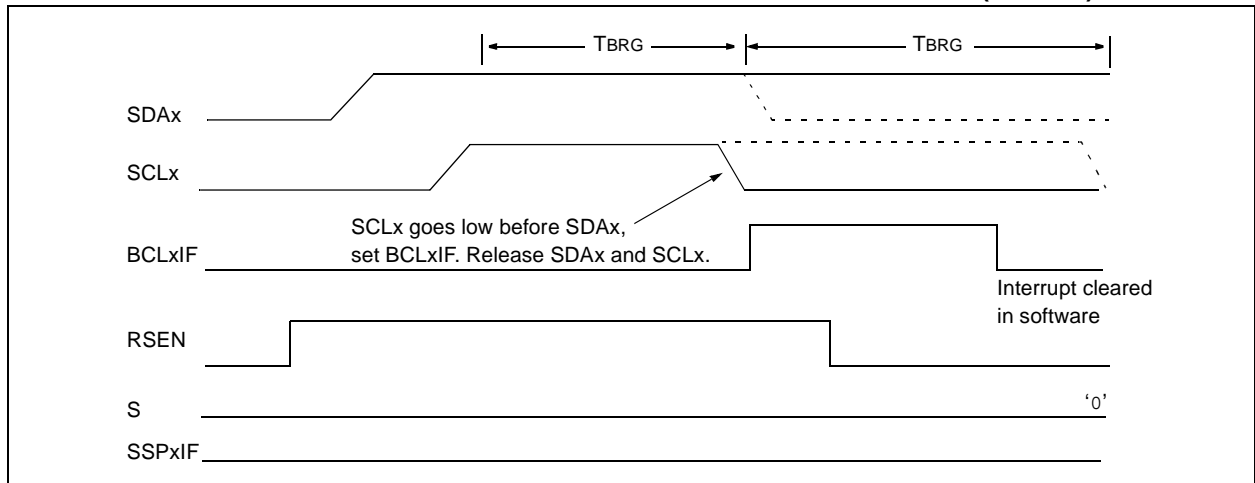 TBRG TBRG
SDAx
SCLx
SCLx goes low before SDAx,
set BCLxIF. Release SDAx and SCLx.
BCLxIF
Interrupt cleared
in software
RSEN
S
‘0’
SSPxIF